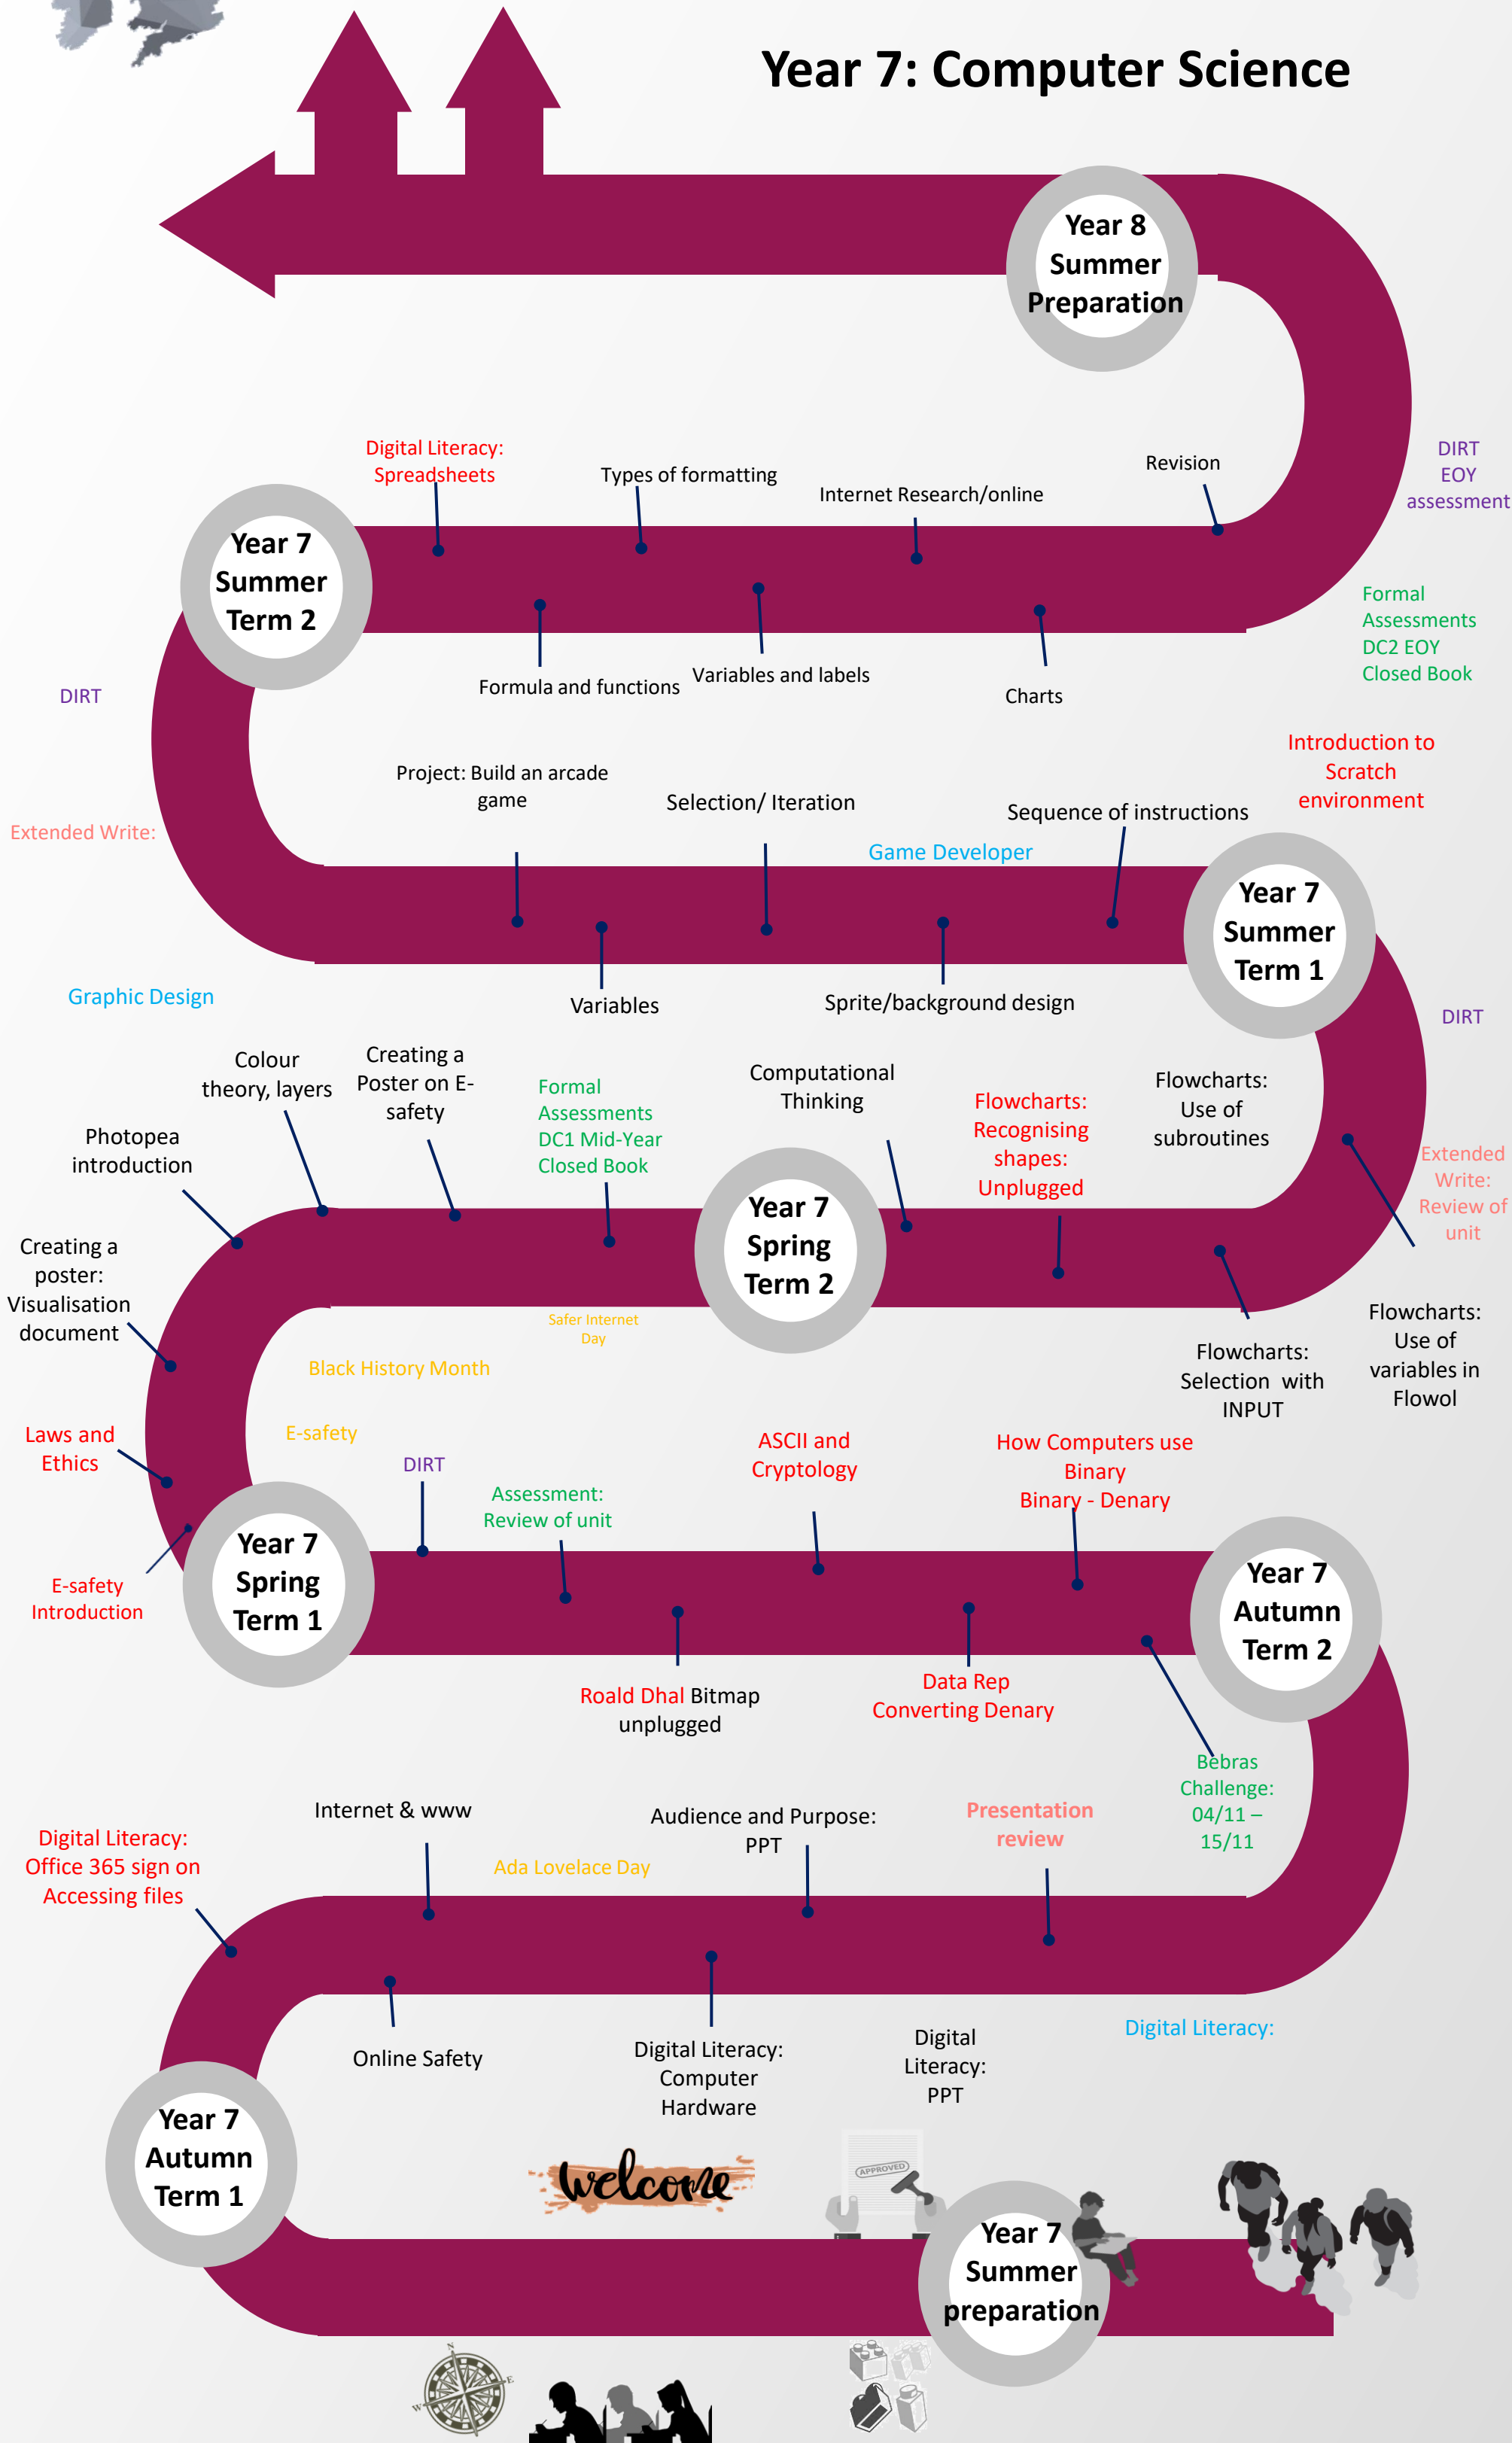 Year 7: Computer Science
Year 8
Summer
Preparation
Digital Literacy:
Spreadsheets
Types of formatting
Internet Research/online
Revision
DIRT
EOY
assessment
Year 7
Summer
Term 2
Formula and functions
Variables and labels
Charts
Formal
Assessments
DC2 EOY
Closed Book
DIRT
Extended Write:
Project: Build an arcade
game
Selection/ Iteration
Game Developer
Sequence of instructions
Introduction to
Scratch
environment
Year 7
Summer
Term 1
Graphic Design
Variables
Sprite/background design
DIRT
Photopea
introduction
Colour
theory, layers
Creating a
Poster on E-
safety
Formal
Assessments
DC1 Mid-Year
Closed Book
Computational
Thinking
Flowcharts:
Recognising
shapes:
Unplugged
Flowcharts:
Use of
subroutines
Extended
Write:
Review of
unit
Year 7
Spring
Term 2
Creating a
poster:
Visualisation
document
Safer Internet
Day
Black History Month
Flowcharts:
Selection with
INPUT
Flowcharts:
Use of
variables in
Flowol
Laws and
Ethics
E-safety
DIRT
Assessment:
Review of unit
ASCII and
Cryptology
How Computers use
Binary
Binary - Denary
E-safety
Introduction
Year 7
Spring
Term 1
Year 7
Autumn
Term 2
Roald Dhal Bitmap
unplugged
Data Rep
Converting Denary
Bebras
Challenge:
04/11 –
15/11
Digital Literacy:
Office 365 sign on
Accessing files
Internet & www
Ada Lovelace Day
Audience and Purpose:
PPT
Presentation
review
Online Safety
Digital Literacy:
Computer
Hardware
Digital
Literacy:
PPT
Digital Literacy:
Year 7
Autumn
Term 1
welcome
APPROVED
Year 7
Summer
preparation
N
E
W